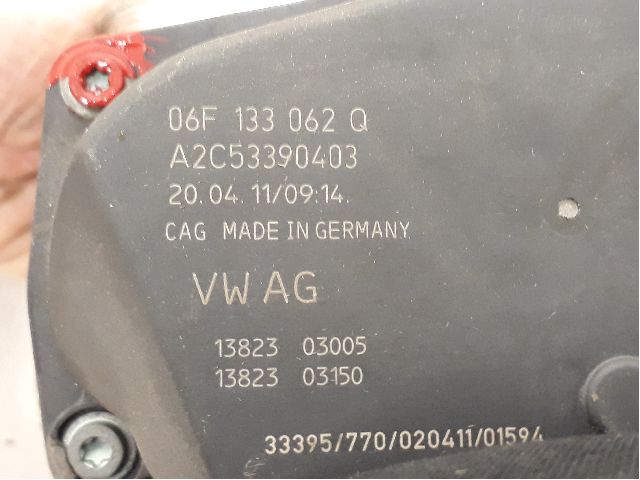 06F 133 062 Q
A2C53390403
20.04.11/09:14.
CAG MADE IN GERMANY
VW AG
13823 03005
13823 03150
33395/770/020411/01594